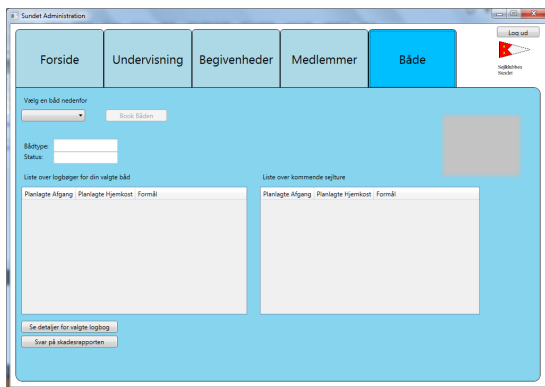 Sundet Administration
Log ud
Forside
Undervisning
Begivenheder
Medlemmer
Både
Sejlklubben
Sundet
Vælg en båd nedenfor
Book Båden
Bådtype:
Status:
Liste over logbøger for din valgte båd
Liste over kommende sejlture
Planlagte Afgang Planlagte Hjemkost Formål
Planlagte Afgang Planlagte Hjemkost Formål
Se detaljer for valgte logbog
Svar på skadesrapporten